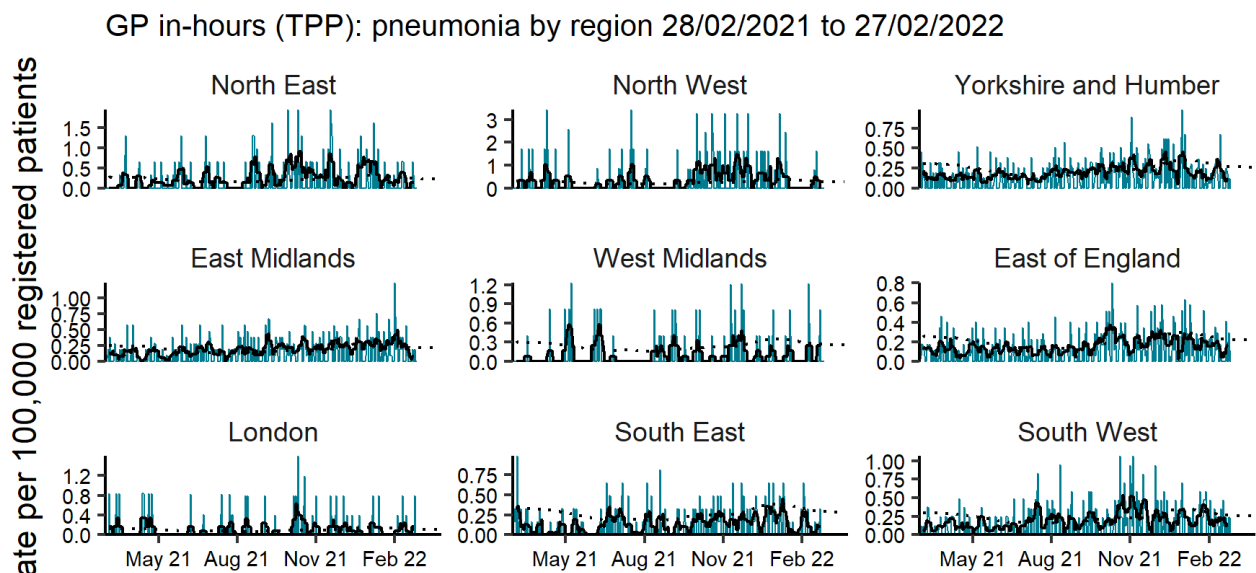 GP in-hours (TPP): pneumonia by region 28/02/2021 to 27/02/2022
ate per 100,000 registered patients
North East
1.5
1.0
0.5
0.0
North West
3
2
1
0
Yorkshire and Humber
0.75
0.50
0.25
0.00
East Midlands
1.00
0.75
0.50
0.25
0.00
West Midlands
1.2
0.9
0.6
0.3
0.0
East of England
0.8
0.6
0.4
0.2
0.0
London
1.2
0.8
0.4
0.0
South East
0.75
0.50
0.25
0.00
South West
1.00
0.75
0.50
0.25
0.00
May 21 Aug 21 Nov 21 Feb 22
May 21 Aug 21 Nov 21 Feb 22
May 21 Aug 21 Nov 21 Feb 22